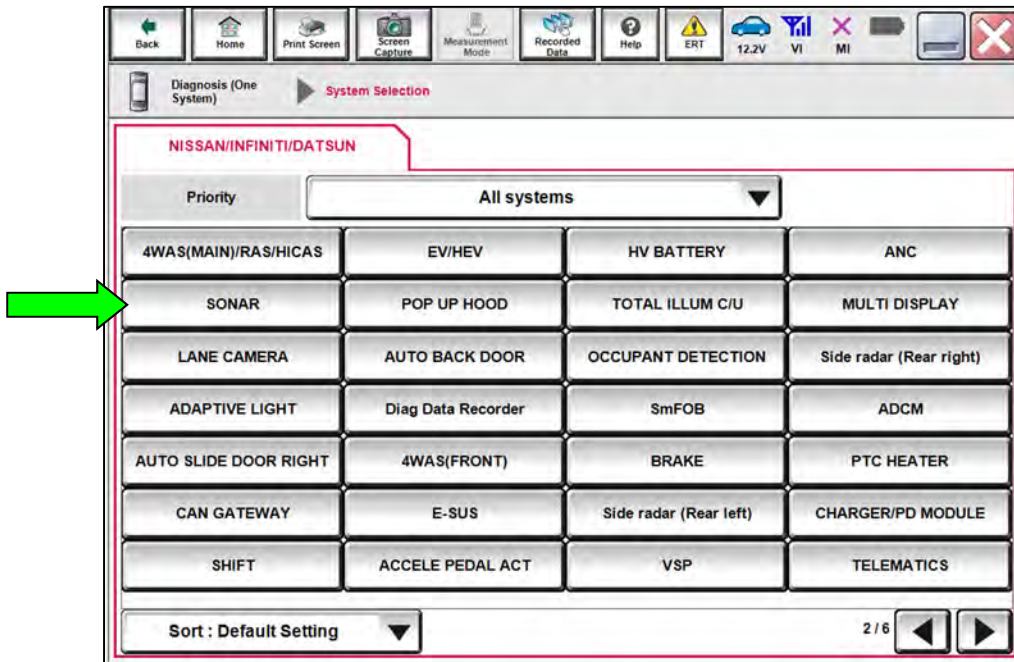 Back
Home
Print Screen
Screen
Capture
Measurement
Mode
Recorded
Data
Help
ERT
12.2V
VI
MI
Diagnosis (One
System)
System Selection
NISSAN/INFINITI/DATSUN
Priority
All systems
4WAS(MAIN)/RAS/HICAS
EV/HEV
HV BATTERY
ANC
SONAR
POP UP HOOD
TOTAL ILLUM C/U
MULTI DISPLAY
LANE CAMERA
AUTO BACK DOOR
OCCUPANT DETECTION
Side radar (Rear right)
ADAPTIVE LIGHT
Diag Data Recorder
SmFOB
ADCM
AUTO SLIDE DOOR RIGHT
4WAS(FRONT)
BRAKE
PTC HEATER
CAN GATEWAY
E-SUS
Side radar (Rear left)
CHARGER/PD MODULE
SHIFT
ACCELE PEDAL ACT
VSP
TELEMATICS
Sort : Default Setting
2/6